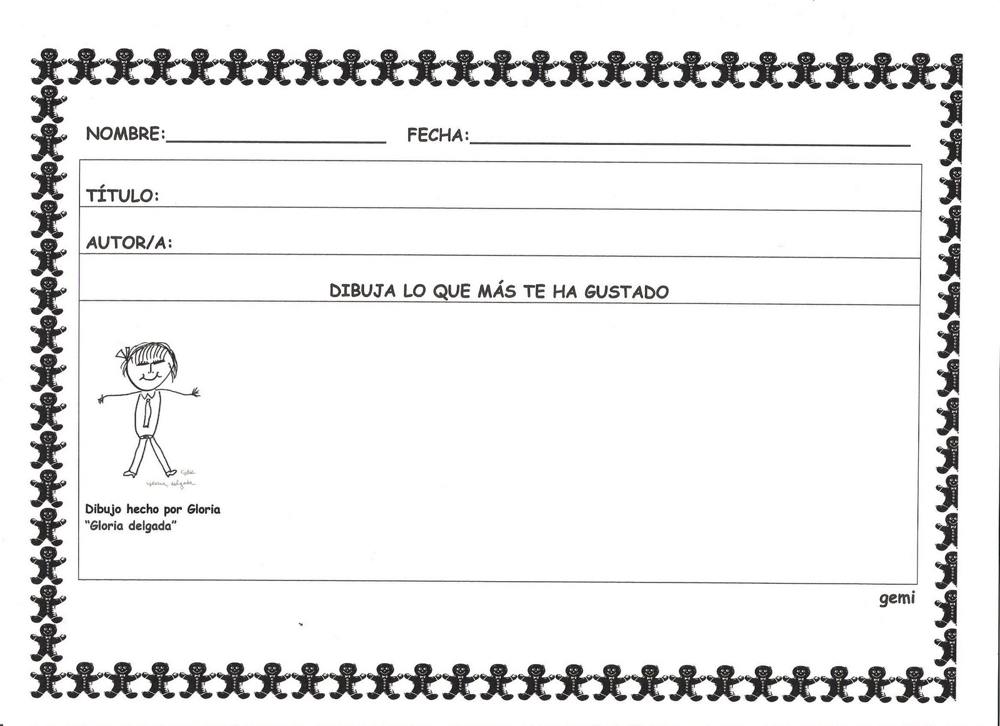 NOMBRE: FECHA:
TÍTULO:
AUTOR/A:
DIBUJA LO QUE MÁS TE HA GUSTADO
Gloria delgada
Dibujo hecho por Gloria
"Gloria delgada"
gemi